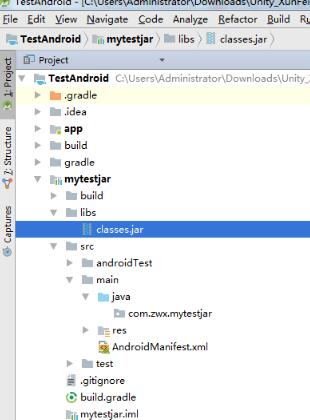 TestAndroid - [C:\Users\Administrator\Downloads\Unity_XunFei
File Edit View Navigate Code Analyze Refactor Build R
TestAndroid mytestjar libs classes.jar
Project
1: Project
TestAndroid C:\Users\Administrator\Downloads\Unity_
.gradle
.idea
app
build
gradle
mytestjar
build
libs
classes.jar
src
androidTest
main
java
com.zwx.mytestjar
res
AndroidManifest.xml
test
.gitignore
build.gradle
mytestjar.iml
7: Structure
Captures